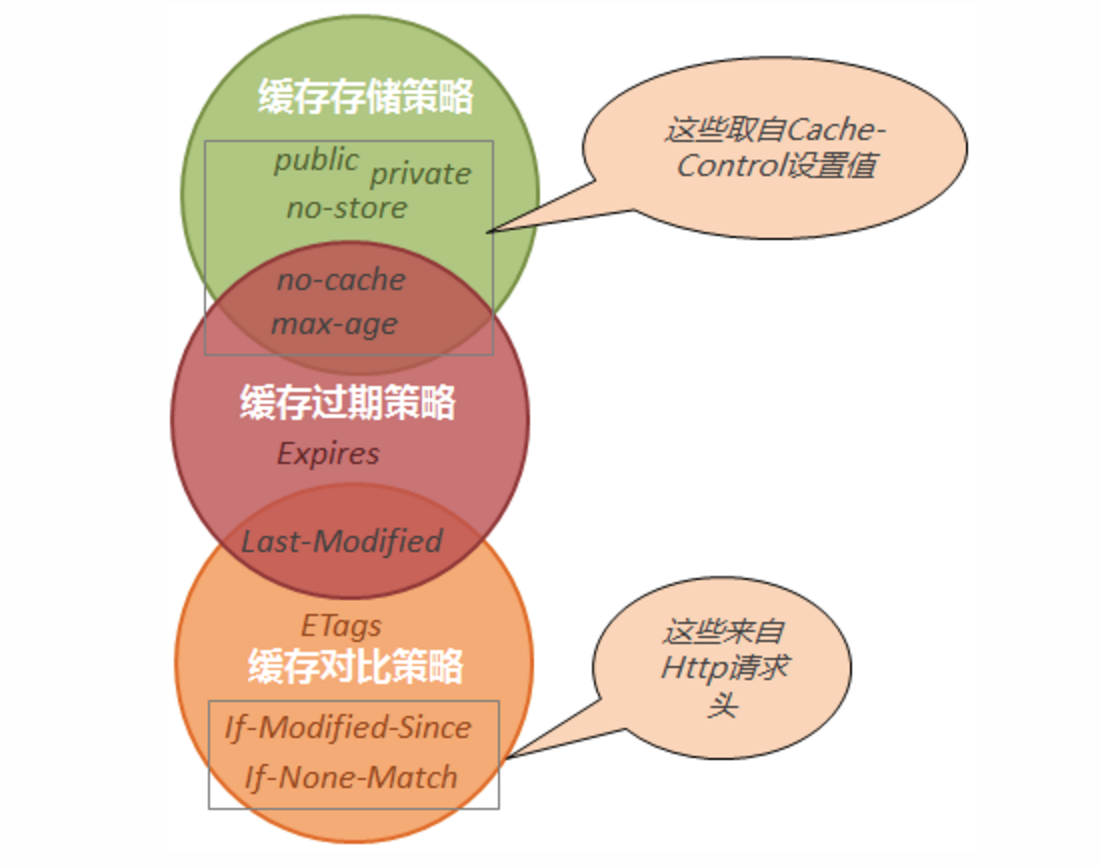 缓存存储策略
public private
no-store
no-cache
max-age
这些取自Cache-
Control设置值
缓存过期策略
Expires
Last-Modified
ETags
缓存对比策略
If-Modified-Since
If-None-Match
这些来自
Http请求
头